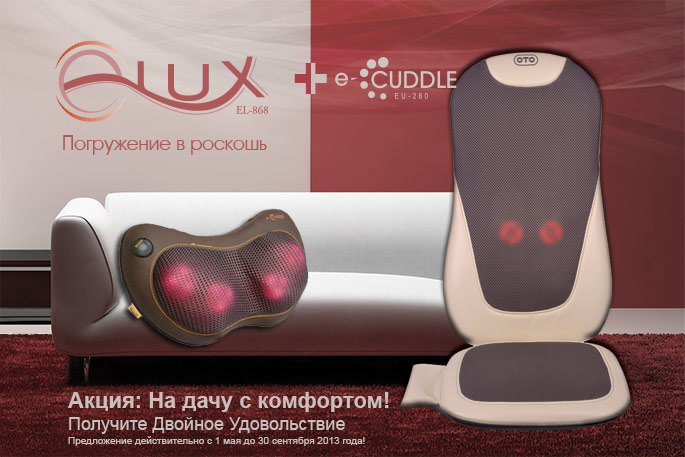 eLUX
EL-868
Погружение в роскошь
+
e-CUDDLE
EU-280
OTO
Акция: На дачу с комфортом!
Получите Двойное Удовольствие
Предложение действительно с 1 мая до 30 сентября 2013 года!